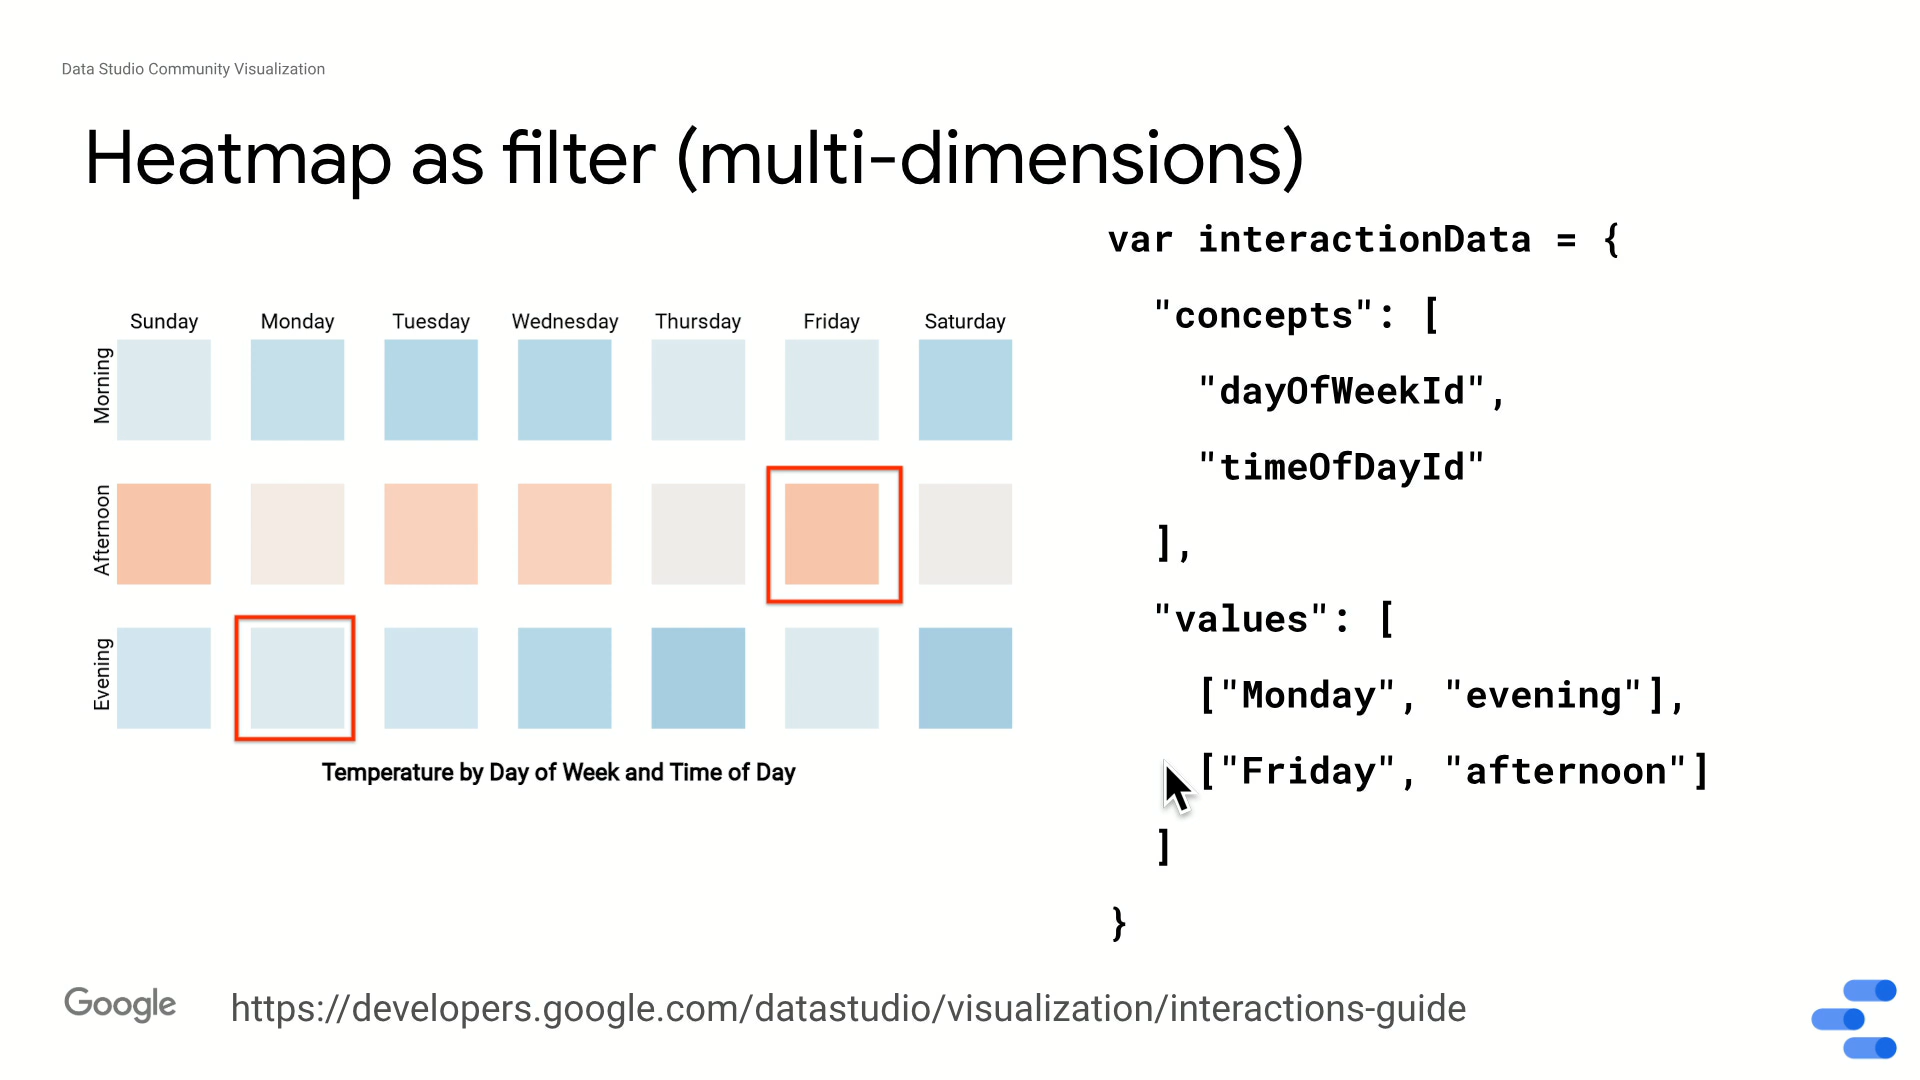 Data Studio Community Visualization
Heatmap as filter (multi-dimensions)
Sunday Monday Tuesday Wednesday Thursday Friday Saturday
Morning
Afternoon
Evening
Temperature by Day of Week and Time of Day
var interactionData = {
"concepts": [
"dayOfWeekId",
"timeOfDayId"
],
"values": [
["Monday", "evening"],
["Friday", "afternoon"]
]
}
Google
https://developers.google.com/datastudio/visualization/interactions-guide